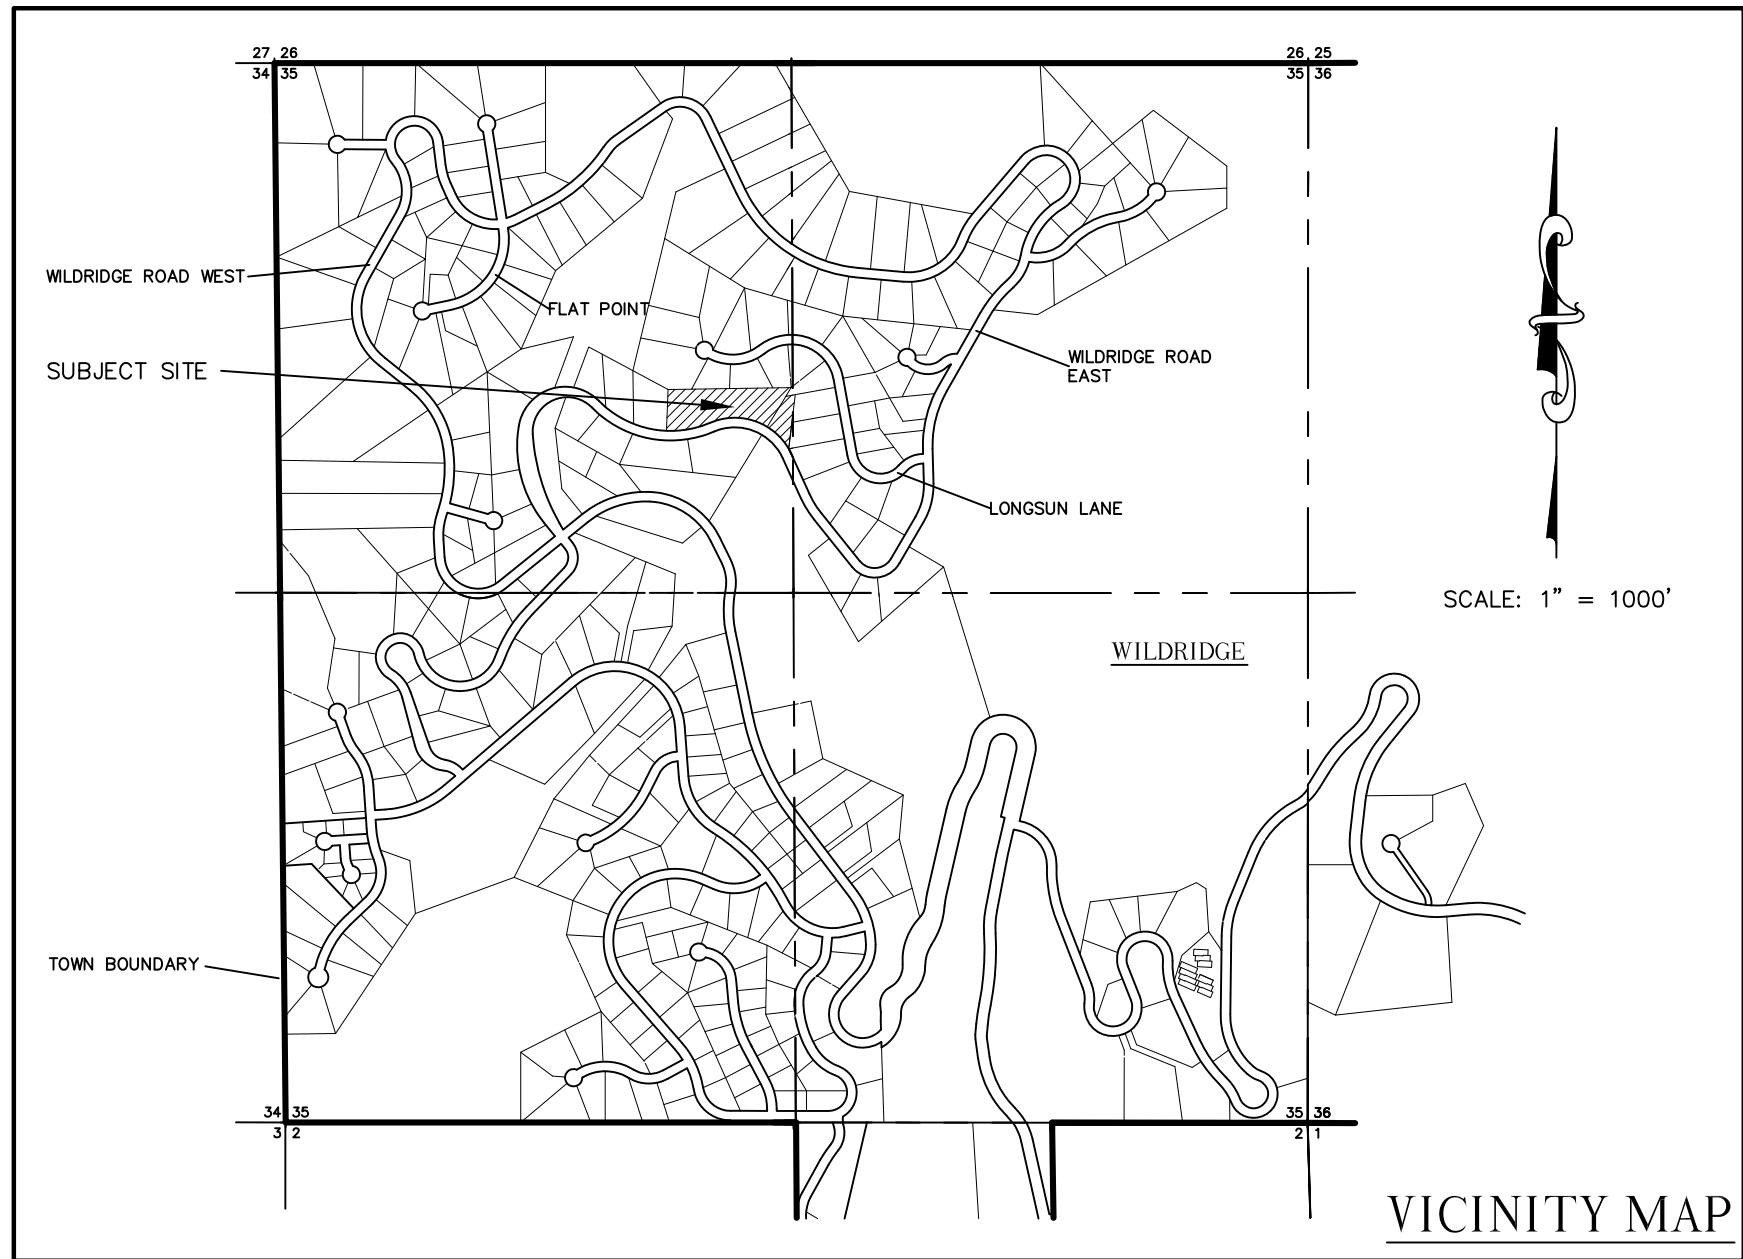 27 26
34 35
26 25
35 36
WILDRIDGE ROAD WEST
FLAT POINT
SUBJECT SITE
WILDRIDGE ROAD
EAST
LONGSUN LANE
SCALE: 1" = 1000'
WILDRIDGE
TOWN BOUNDARY
34 35
3 2
35 36
2 1
VICINITY MAP